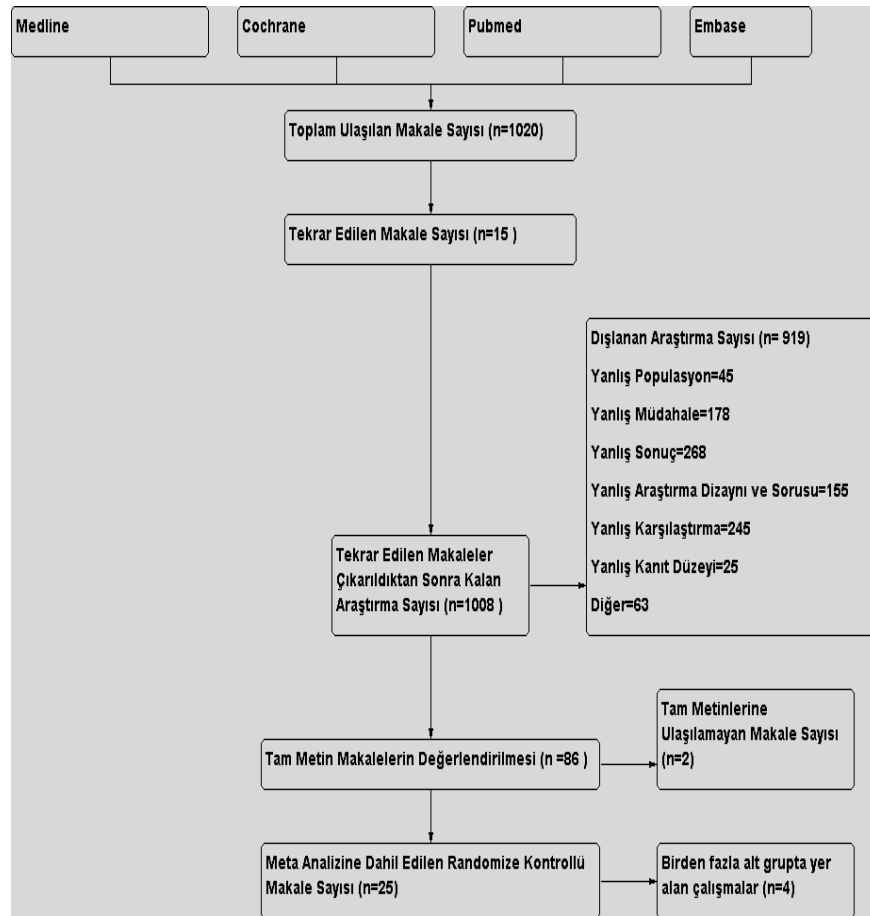 Medline
Cochrane
Pubmed
Embase
Toplam Ulaşılan Makale Sayısı (n=1020)
Tekrar Edilen Makale Sayısı (n=15 )
Dışlanan Araştırma Sayısı (n= 919)
Yanlış Populasyon=45
Yanlış Müdahale=178
Yanlış Sonuç=268
Yanlış Araştırma Dizaynı ve Sorusu=155
Yanlış Karşılaştırma=245
Yanlış Kanıt Düzeyi=25
Diğer=63
Tekrar Edilen Makaleler
Çıkarıldıktan Sonra Kalan
Araştırma Sayısı (n=1008 )
Tam Metinlerine
Ulaşılamayan Makale Sayısı
(n=2)
Tam Metin Makalelerin Değerlendirilmesi (n =86 )
Meta Analizine Dahil Edilen Randomize Kontrollü
Makale Sayısı (n=25)
Birden fazla alt grupta yer
alan çalışmalar (n=4)